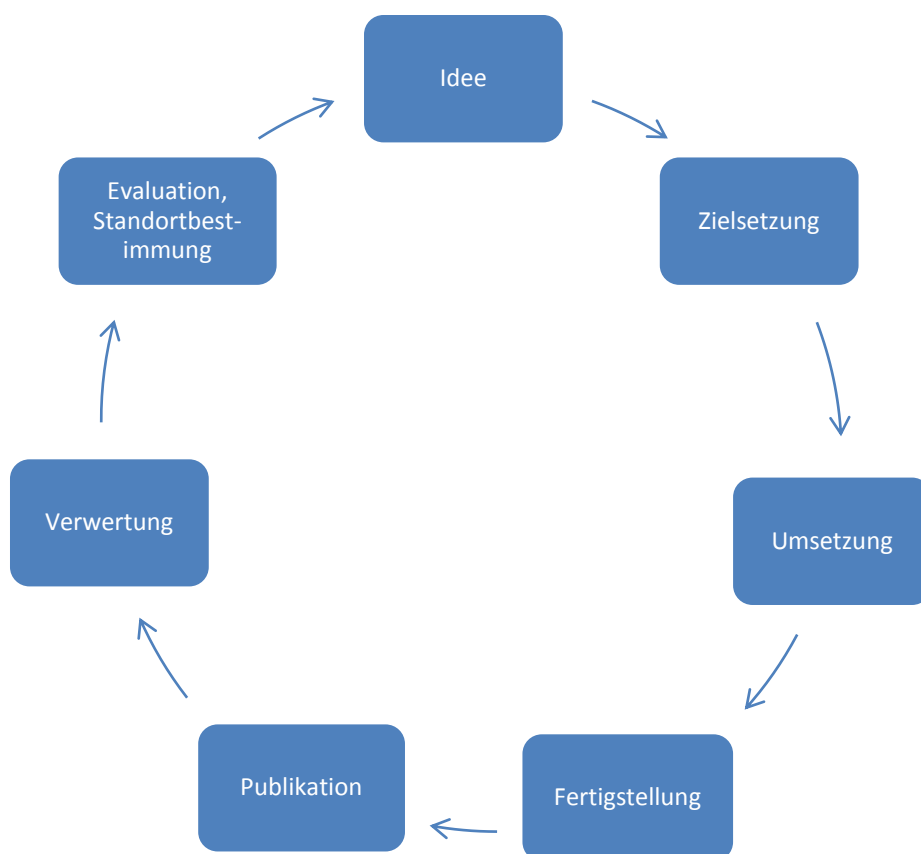 Idee
Zielsetzung
Umsetzung
Fertigstellung
Publikation
Verwertung
Evaluation,
Standortbest-
immung